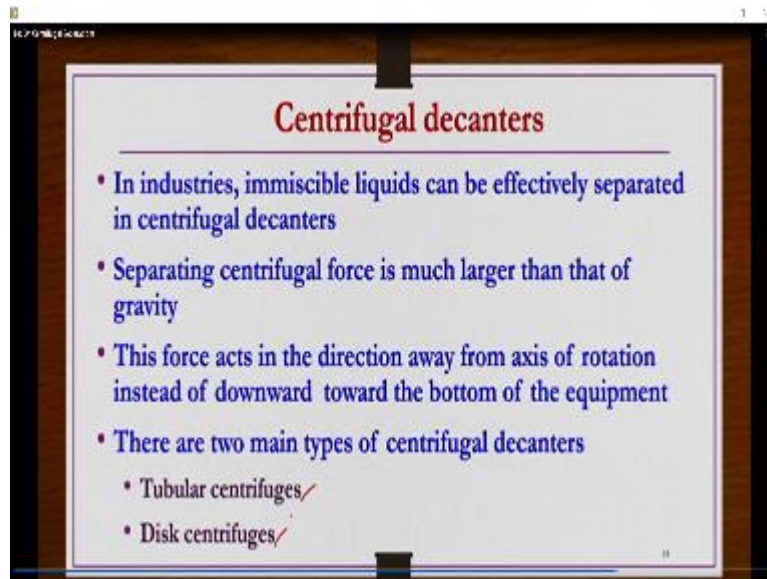 Centrifugal decanters
• In industries, immiscible liquids can be effectively separated
in centrifugal decanters
• Separating centrifugal force is much larger than that of
gravity
• This force acts in the direction away from axis of rotation
instead of downward toward the bottom of the equipment
• There are two main types of centrifugal decanters
• Tubular centrifuges
• Disk centrifuges